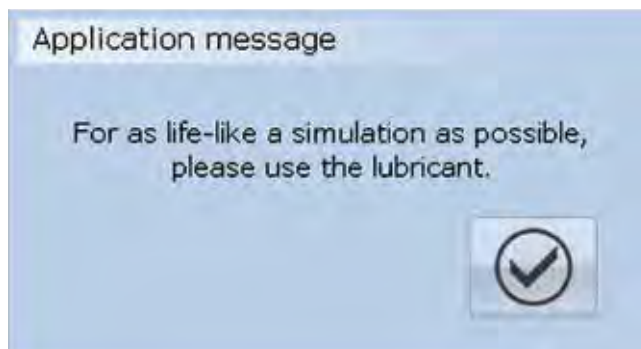 Application message
For as life-like a simulation as possible,
please use the lubricant.